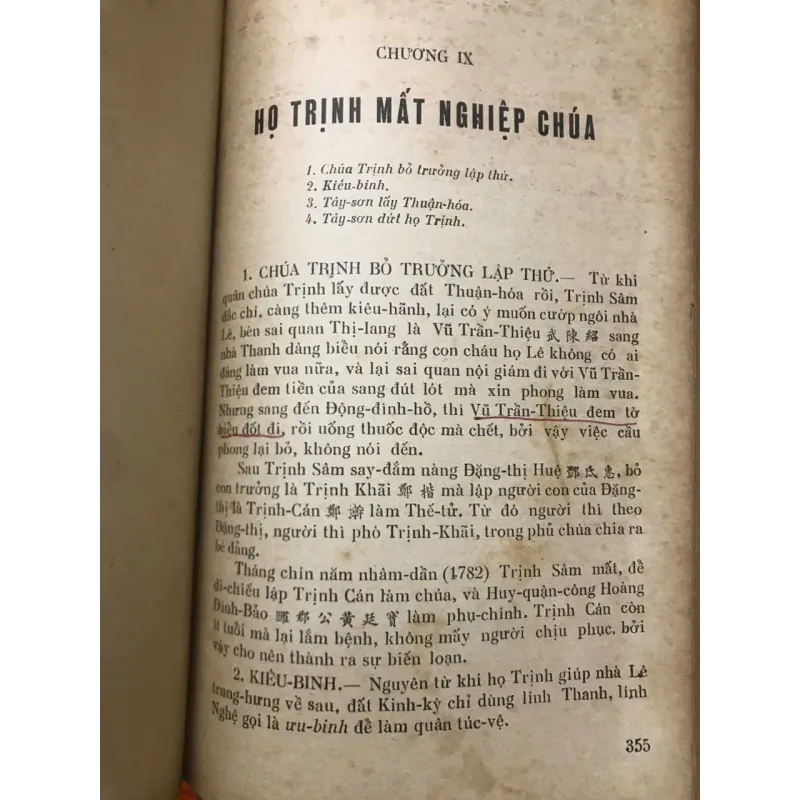 CHƯƠNG IX
HỌ TRỊNH MẤT NGHIỆP CHÚA
1. Chúa Trịnh bỏ trưởng lập thứ.
2. Kiêu-binh.
3. Tây-sơn lấy Thuận-hóa.
4. Tây-sơn dứt họ Trịnh.
1. CHÚA TRỊNH BỎ TRƯỞNG LẬP THỨ.— Từ khi
quân chúa Trịnh lấy được đất Thuận-hóa rồi, Trịnh Sâm
đắc chí, càng thêm kiêu-hãnh, lại có ý muốn cướp ngôi nhà
Lê, bèn sai quan Thị-lang là Vũ Trần-Thiệu 武陳紹 sang
nhà Thanh dâng biểu nói rằng con cháu họ Lê không có ai
đáng làm vua nữa, và lại sai quan nội giám đi với Vũ Trần-
Thiệu đem tiền của sang đút lót mà xin phong làm vua.
Nhưng sang đến Động-đình-hồ, thì Vũ Trần-Thiệu đem tờ
biểu đốt đi, rồi uống thuốc độc mà chết, bởi vậy việc cầu
phong lại bỏ, không nói đến.
Sau Trịnh Sâm say-đắm nàng Đặng-thị Huệ 鄧氏惠, bỏ
con trưởng là Trịnh Khãi 鄭楷 mà lập người con của Đặng-
thị là Trịnh-Cán 鄭 làm Thế-tử. Từ đó người thì theo
Đặng-thị, người thì phò Trịnh-Khãi, trong phủ chúa chia ra
bè đảng.
Tháng chín năm nhâm-dần (1782) Trịnh Sâm mất, để
di-chiếu lập Trịnh Cán làm chúa, và Huy-quận-công Hoàng
Đình-Bảo 郡公黃廷寶 làm phụ-chính. Trịnh Cán còn
ít tuổi mà lại lắm bệnh, không mấy người chịu phục, bởi
vậy cho nên thành ra sự biến loạn.
2. KIÊU-BINH.— Nguyên từ khi họ Trịnh giúp nhà Lê
trung-hưng về sau, đất Kinh-kỳ chỉ dùng lính Thanh, lính
Nghệ gọi là ưu-binh để làm quân túc-vệ.
355